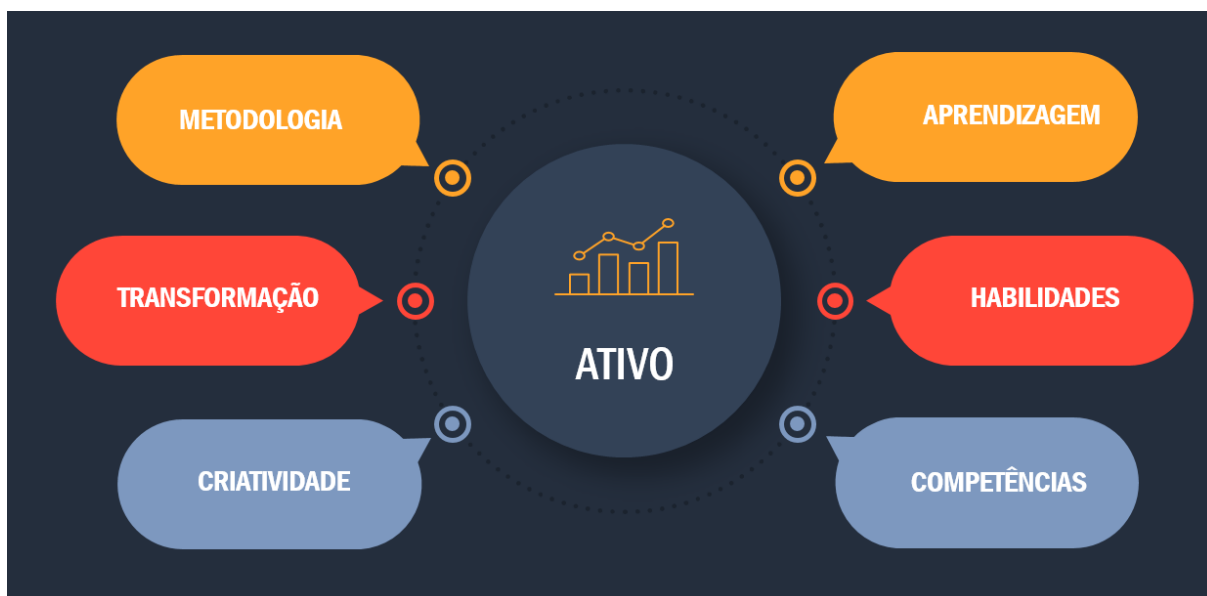 METODOLOGIA
APRENDIZAGEM
TRANSFORMAÇÃO
HABILIDADES
ATIVO
CRIATIVIDADE
COMPETÊNCIAS